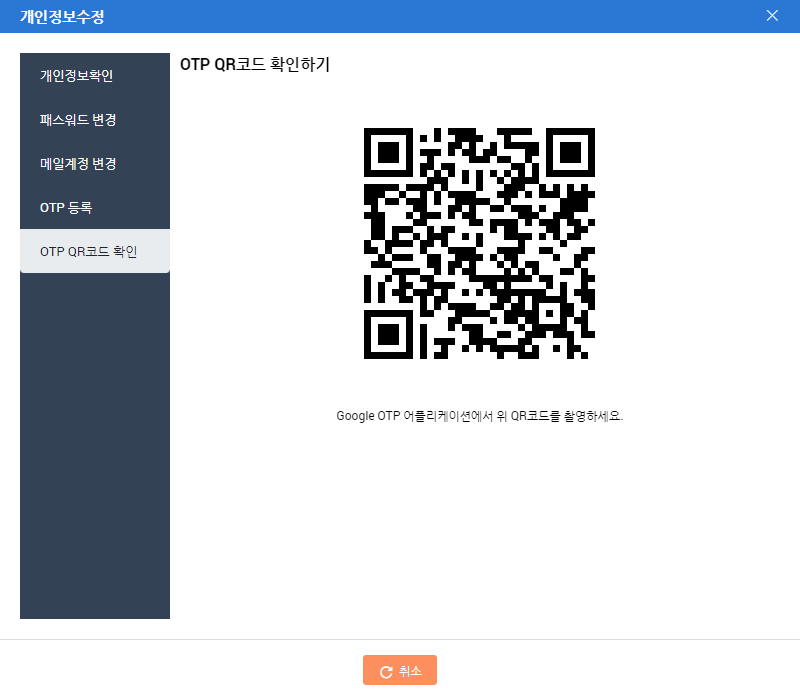 개인정보수정
개인정보확인
패스워드 변경
메일계정 변경
OTP 등록
OTP QR코드 확인
OTP QR코드 확인하기
Google OTP 어플리케이션에서 위 QR코드를 촬영하세요.
취소